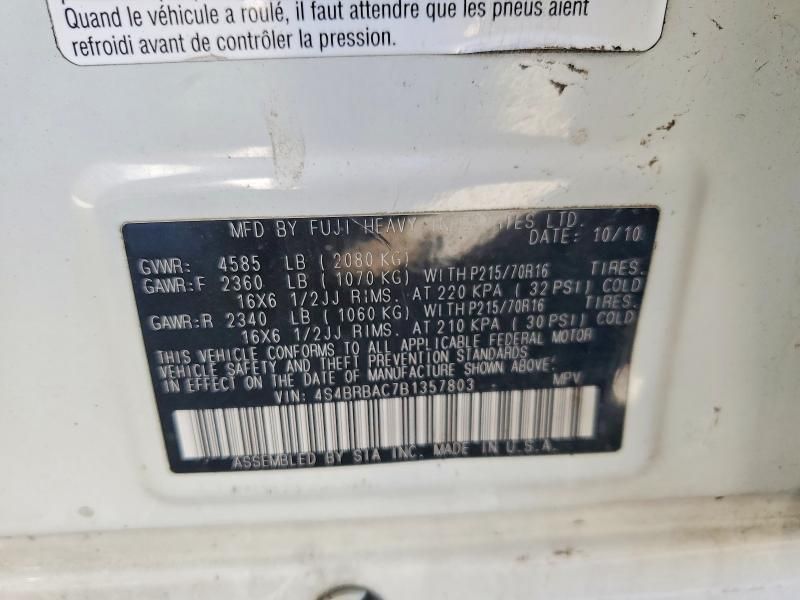 Quand le véhicule a roulé, il faut attendre que les pneus aient
refroidi avant de contrôler la pression.
MFD BY FUJI HEAVY LTD.
DATE: 10/10
GVWR: 4585 LB ( 2080 KG)
GAWR:F 2360 LB ( 1070 KG) WITH P215/70R16 TIRES.
16X6 1/2JJ RIMS. AT 220 KPA ( 32 PSI) COLD
GAWR:R 2340 LB ( 1060 KG) WITH P215/70R16 TIRES.
16X6 1/2JJ RIMS. AT 210 KPA ( 30 PSI) COLD
THIS VEHICLE CONFORMS TO ALL APPLICABLE FEDERAL MOTOR
VEHICLE SAFETY AND THEFT PREVENTION STANDARDS
IN EFFECT ON THE DATE OF MANUFACTURE SHOWN ABOVE.
VIN: 4S4BRBAC7B1357803 MPV
ASSEMBLED BY SIA INC. MADE IN U.S.A.